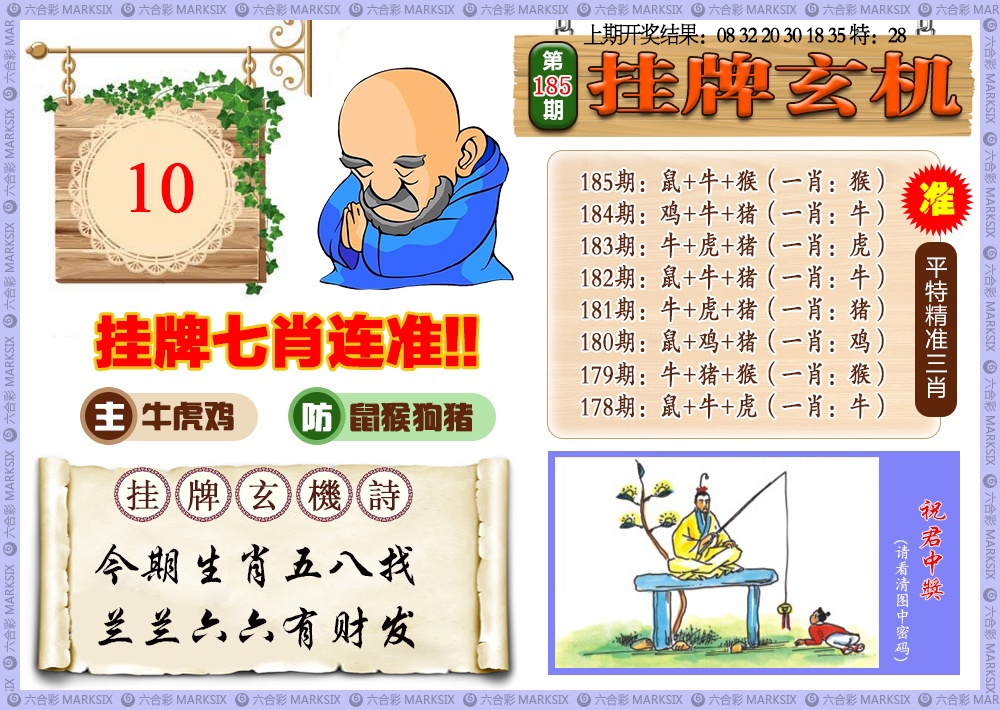 六合彩 MARKSIX
上期开奖结果：08 32 20 30 18 35 特：28
第
185
期
挂牌玄机
10
挂牌七肖连准!!
主 牛虎鸡
防 鼠猴狗猪
挂牌玄機詩
今期生肖五八找
兰兰六六有财发
185期：鼠+牛+猴（一肖：猴）
184期：鸡+牛+猪（一肖：牛）
183期：牛+虎+猪（一肖：虎）
182期：鼠+牛+猪（一肖：牛）
181期：牛+虎+猪（一肖：猪）
180期：鼠+鸡+猪（一肖：鸡）
179期：牛+猪+猴（一肖：猴）
178期：鼠+牛+虎（一肖：牛）
准
平特精准三肖
祝君中奖
（请看清图中密码）